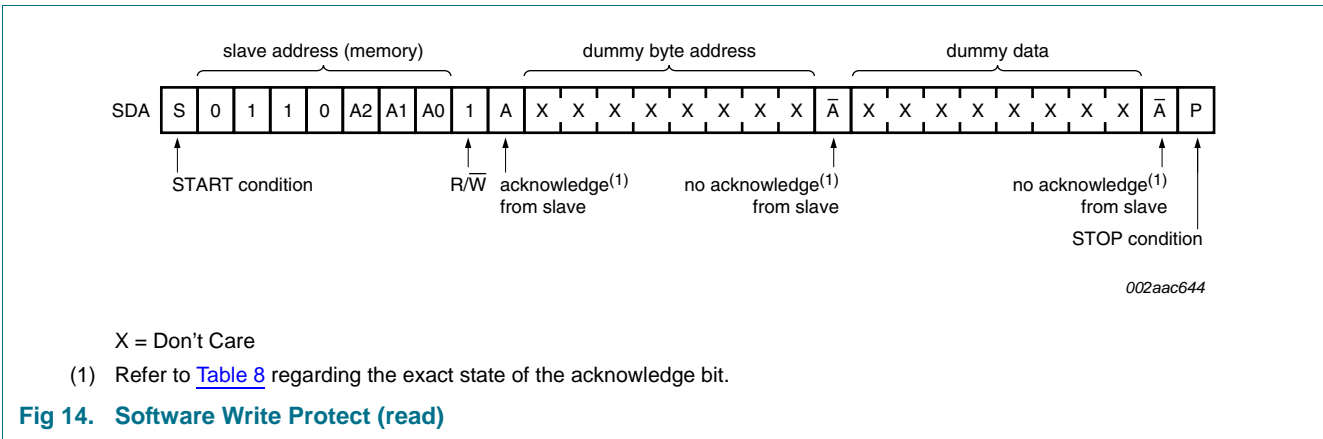 slave address (memory) dummy byte address dummy data
SDA S 0 1 1 0 A2 A1 A0 1 A X X X X X X X X A̅ X X X X X X X X A̅ P
START condition R/W̅ acknowledge(1) no acknowledge(1) no acknowledge(1)
from slave from slave from slave
STOP condition
002aac644
X = Don't Care
(1) Refer to Table 8 regarding the exact state of the acknowledge bit.
Fig 14. Software Write Protect (read)